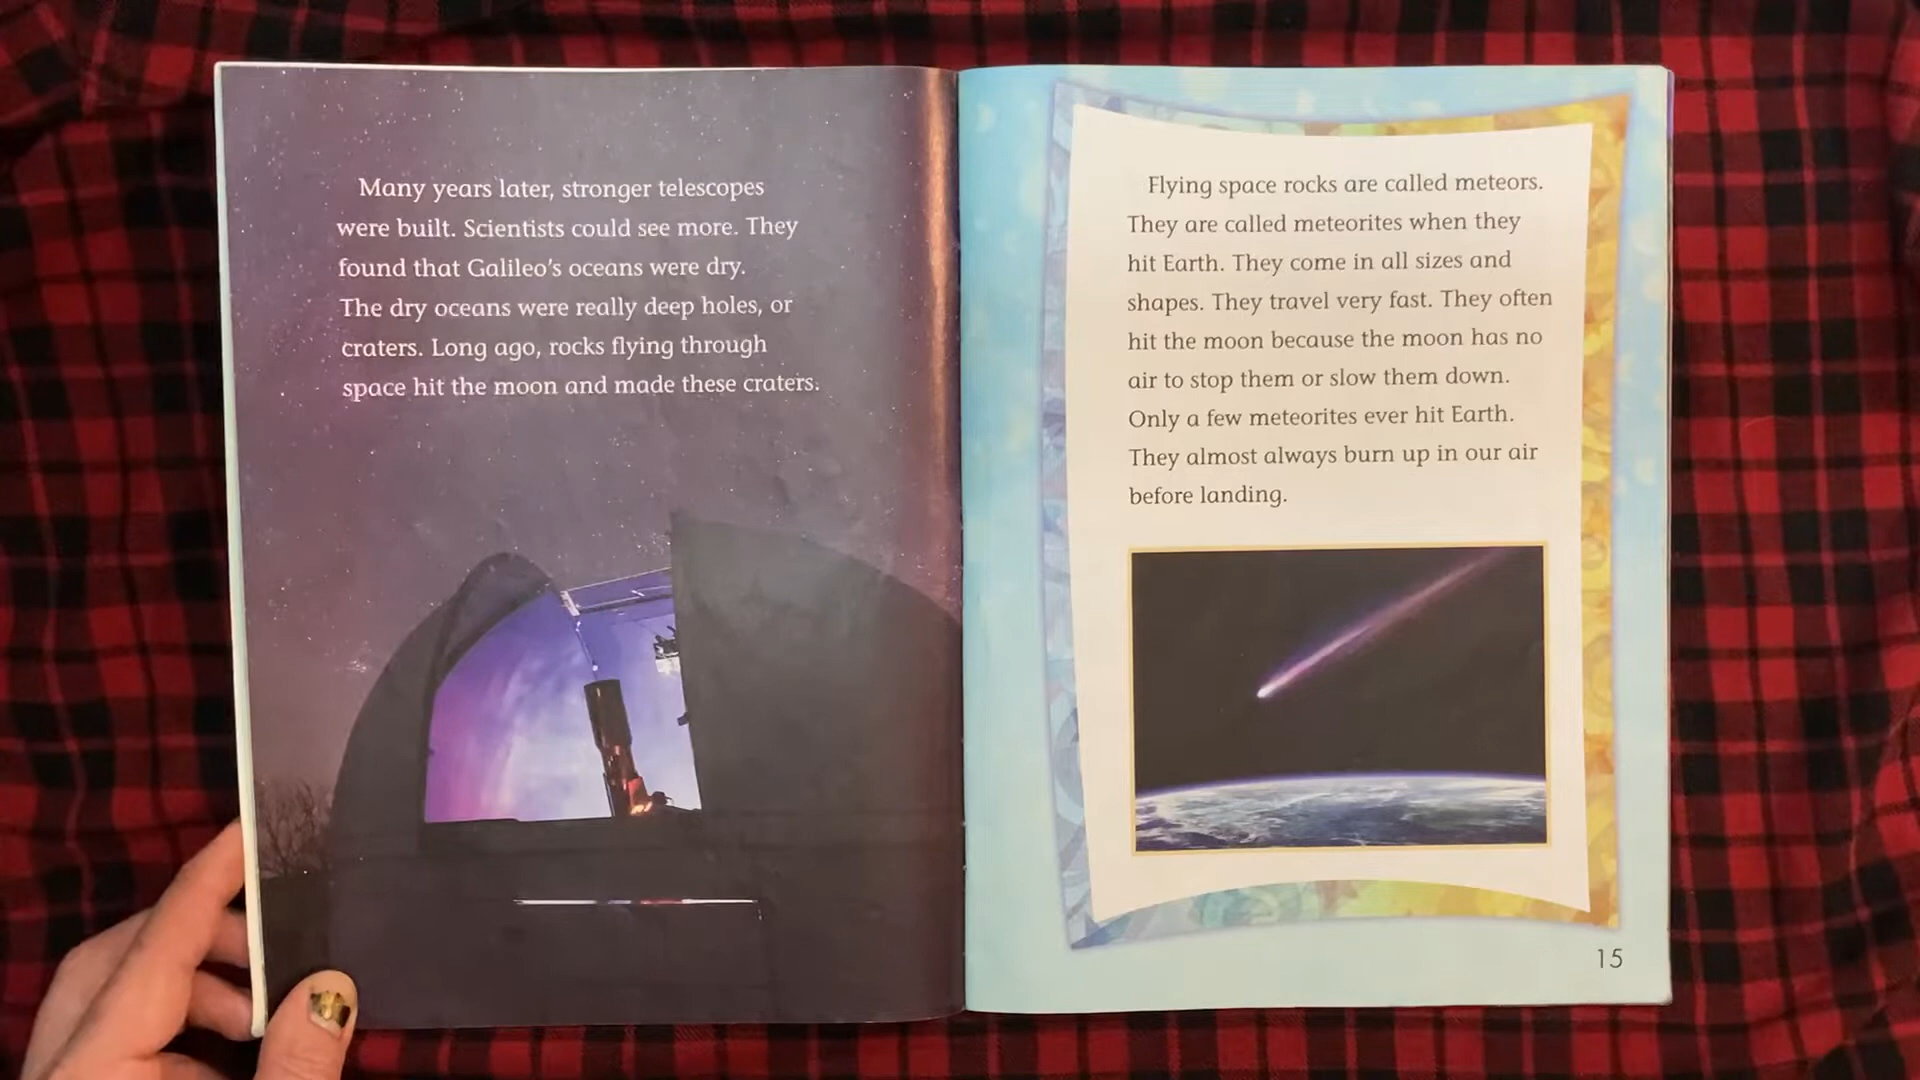 Many years later, stronger telescopes
were built. Scientists could see more. They
found that Galileo's oceans were dry.
The dry oceans were really deep holes, or
craters. Long ago, rocks flying through
space hit the moon and made these craters.
Flying space rocks are called meteors.
They are called meteorites when they
hit Earth. They come in all sizes and
shapes. They travel very fast. They often
hit the moon because the moon has no
air to stop them or slow them down.
Only a few meteorites ever hit Earth.
They almost always burn up in our air
before landing.
15